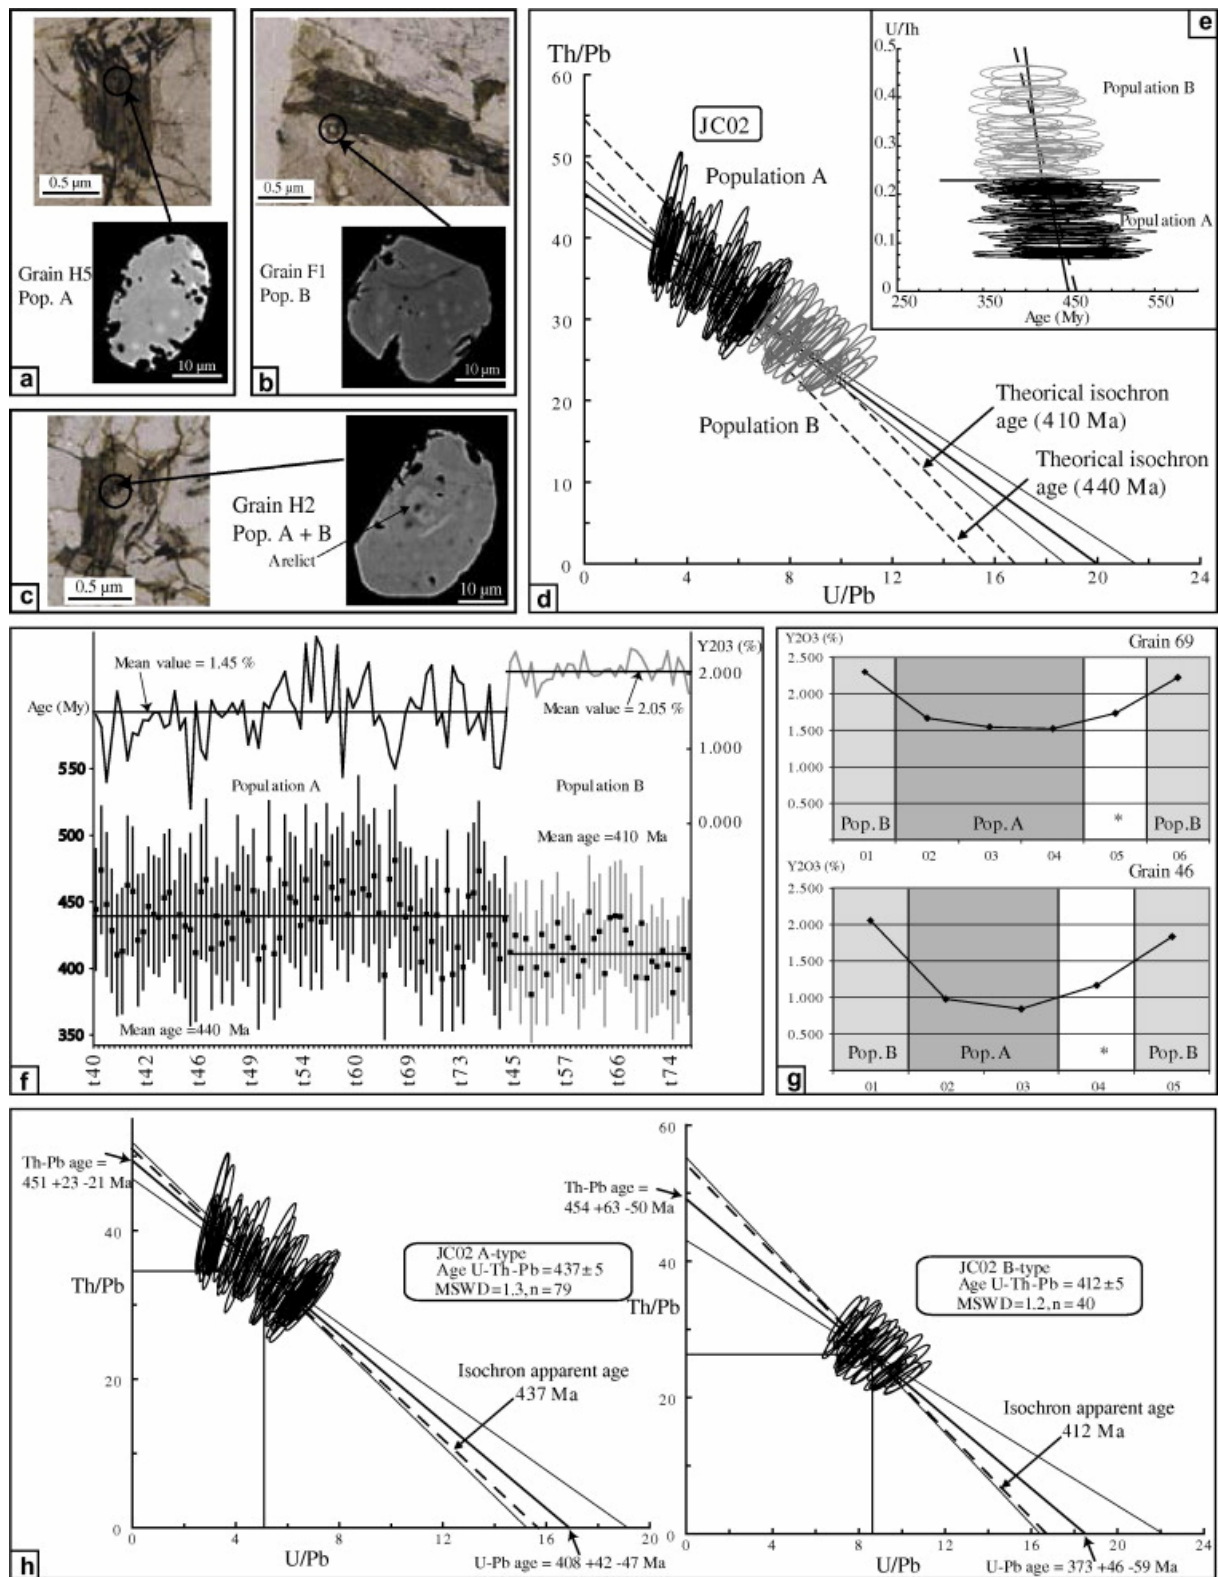 0.5 μm
Grain H5
Pop. A
10 μm
a
0.5 μm
Grain F1
Pop. B
10 μm
b
0.5 μm
Grain H2
Pop. A + B
A relict
10 μm
c
Th/Pb
60
50
40
30
20
10
0
JC02
Population A
Population B
Theorical isochron
age (410 Ma)
Theorical isochron
age (440 Ma)
0 4 8 12 16 20 24
U/Pb
d
U/Th
e
0.5
0.4
0.3
0.2
0.1
0
Population B
Population A
250 350 450 550
Age (My)
Y2O3 (%)
Mean value = 1.45 %
2.000
Mean value = 2.05 %
Age (My)
1.000
550
Population A
Population B
0.000
500
Mean age =410 Ma
450
400
350
Mean age =440 Ma
t40 t42 t46 t49 t54 t60 t69 t73 t45 t57 t66 t74
f
Y2O3 (%)
Grain 69
2.500
2.000
1.500
1.000
0.500
Pop. B
Pop. A
*
Pop. B
01 02 03 04 05 06
Y2O3 (%)
Grain 46
2.500
2.000
1.500
1.000
0.500
Pop. B
Pop. A
*
Pop. B
01 02 03 04 05
g
Th-Pb age =
451 +23 -21 Ma
40
Th/Pb
20
0
JC02 A-type
Age U-Th-Pb = 437 ± 5
MSWD = 1.3, n = 79
Isochron apparent age
437 Ma
0 4 8 12 16 20
U/Pb
U-Pb age = 408 +42 -47 Ma
60
Th-Pb age =
454 +63 -50 Ma
40
Th/Pb
20
0
JC02 B-type
Age U-Th-Pb = 412 ± 5
MSWD = 1.2, n = 40
Isochron apparent age
412 Ma
0 4 8 12 16 20 24
U/Pb
U-Pb age = 373 +46 -59 Ma
h